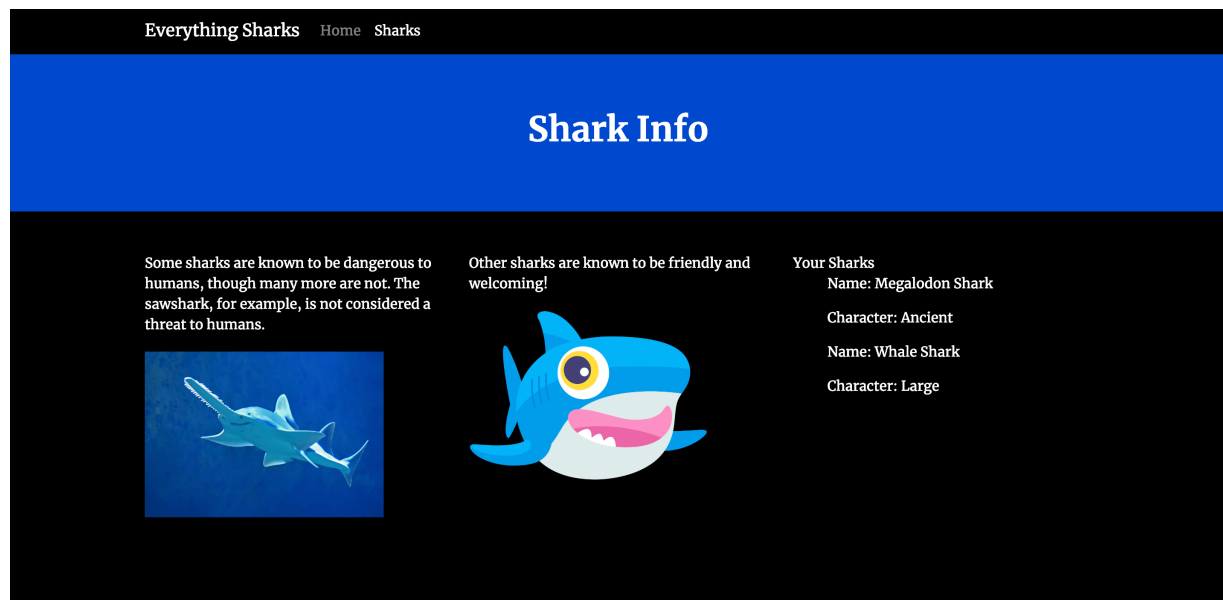 Everything Sharks Home Sharks
Shark Info
Some sharks are known to be dangerous to
humans, though many more are not. The
sawshark, for example, is not considered a
threat to humans.
Other sharks are known to be friendly and
welcoming!
Your Sharks
Name: Megalodon Shark
Character: Ancient
Name: Whale Shark
Character: Large